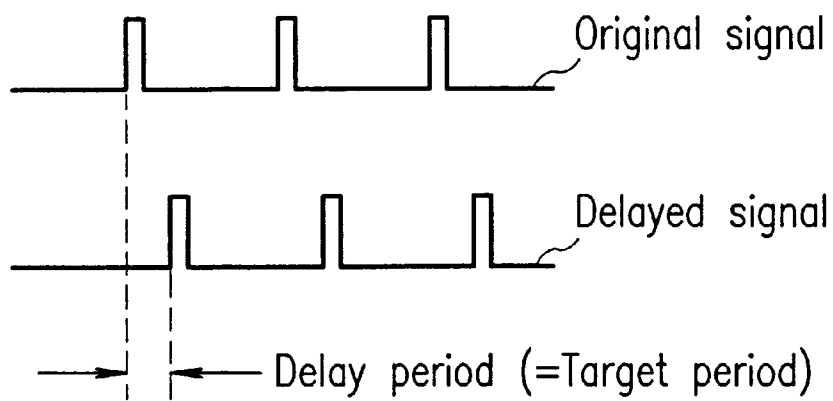 Original signal
Delayed signal
Delay period (=Target period)